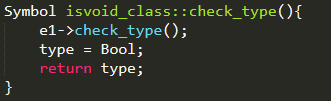 Symbol isvoid_class::check_type(){
    e1->check_type();
    type = Bool;
    return type;
}